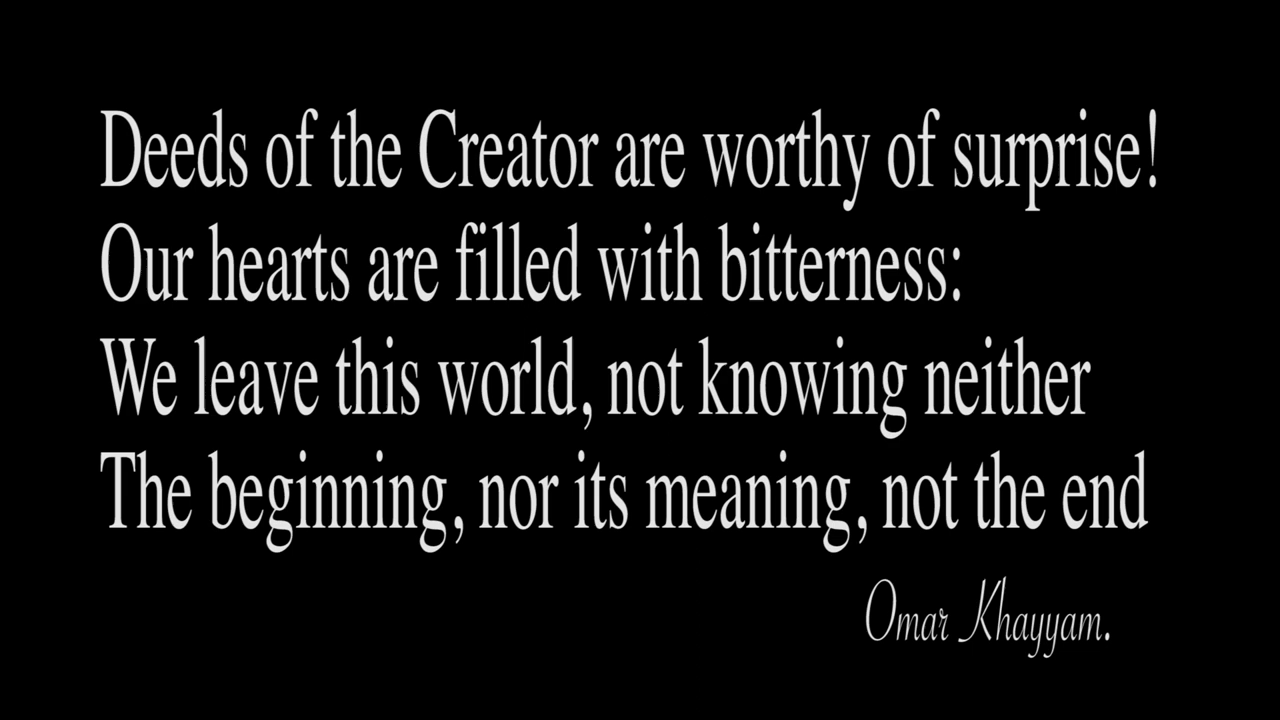 Deeds of the Creator are worthy of surprise!
Our hearts are filled with bitterness:
We leave this world, not knowing neither
The beginning, nor its meaning, not the end
Omar Khayyam.